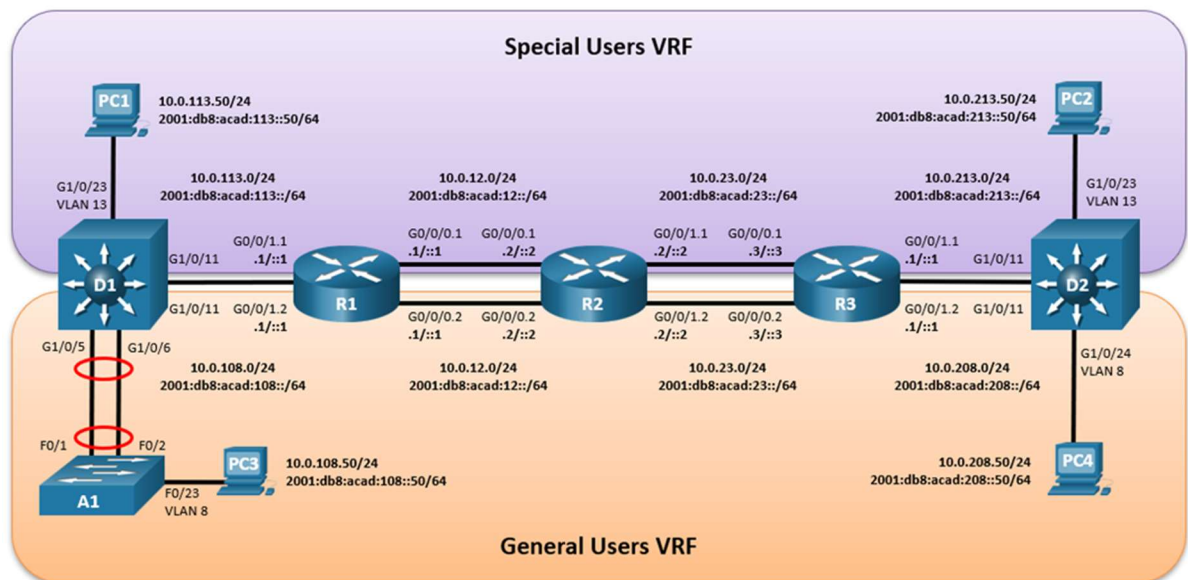 Special Users VRF
PC1
10.0.113.50/24
2001:db8:acad:113::50/64
10.0.213.50/24
2001:db8:acad:213::50/64
PC2
G1/0/23
VLAN 13
10.0.113.0/24
2001:db8:acad:113::/64
10.0.12.0/24
2001:db8:acad:12::/64
10.0.23.0/24
2001:db8:acad:23::/64
10.0.213.0/24
2001:db8:acad:213::/64
G1/0/23
VLAN 13
D1
G1/0/11
G0/0/1.1
.1/::1
R1
G0/0/0.1
.1/::1
G0/0/0.1
.2/::2
R2
G0/0/1.1
.2/::2
G0/0/0.1
.3/::3
R3
G0/0/1.1
.1/::1
G1/0/11
D2
G1/0/11
G0/0/1.2
.1/::1
G0/0/0.2
.1/::1
G0/0/0.2
.2/::2
G0/0/1.2
.2/::2
G0/0/0.2
.3/::3
G0/0/1.2
.1/::1
G1/0/11
G1/0/5
G1/0/6
10.0.108.0/24
2001:db8:acad:108::/64
10.0.12.0/24
2001:db8:acad:12::/64
10.0.23.0/24
2001:db8:acad:23::/64
10.0.208.0/24
2001:db8:acad:208::/64
G1/0/24
VLAN 8
F0/1
F0/2
A1
F0/23
VLAN 8
PC3
10.0.108.50/24
2001:db8:acad:108::50/64
10.0.208.50/24
2001:db8:acad:208::50/64
PC4
General Users VRF